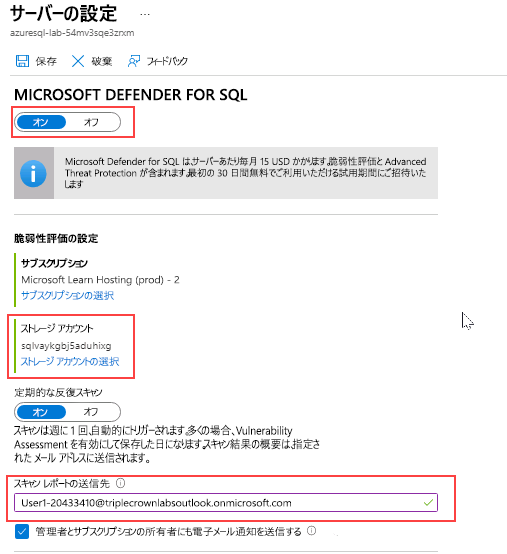 サーバーの設定 ...
azuresql-lab-54mv3sqe3zrxm
保存 破棄 フィードバック
MICROSOFT DEFENDER FOR SQL
オン オフ
Microsoft Defender for SQL は、サーバーあたり毎月 15 USD かかります。脆弱性評価と Advanced
Threat Protection が含まれます。最初の 30 日間無料でご利用いただける試用期間にご招待いた
します
脆弱性評価の設定
サブスクリプション
Microsoft Learn Hosting (prod) - 2
サブスクリプションの選択
ストレージ アカウント
sqlvaykgbj5aduhixg
ストレージ アカウントの選択
定期的な反復スキャン
オン オフ
スキャンは週に 1 回、自動的にトリガーされます。多くの場合、Vulnerability
Assessment を有効にして保存した日になります。スキャン結果の概要は、指定さ
れた メール アドレスに送信されます。
スキャン レポートの送信先
User1-20433410@triplecrownlabsoutlook.onmicrosoft.com
管理者とサブスクリプションの所有者にも電子メール通知を送信する